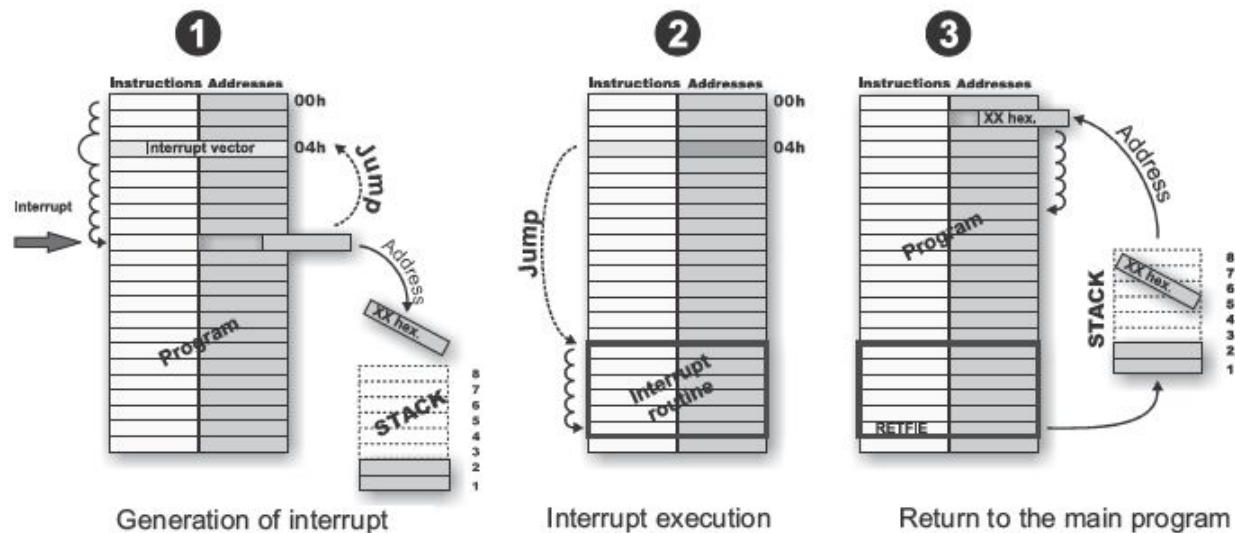 1
Instructions Addresses
00h
Interrupt vector
04h
Jump
Interrupt
Address
XX hex.
Program
8
7
6
5
4
3
2
1
STACK
Generation of interrupt
2
Instructions Addresses
00h
04h
Jump
Interrupt
routine
Interrupt execution
3
Instructions Addresses
XX hex.
Address
Program
STACK
XX hex.
8
7
6
5
4
3
2
1
RETFIE
Return to the main program